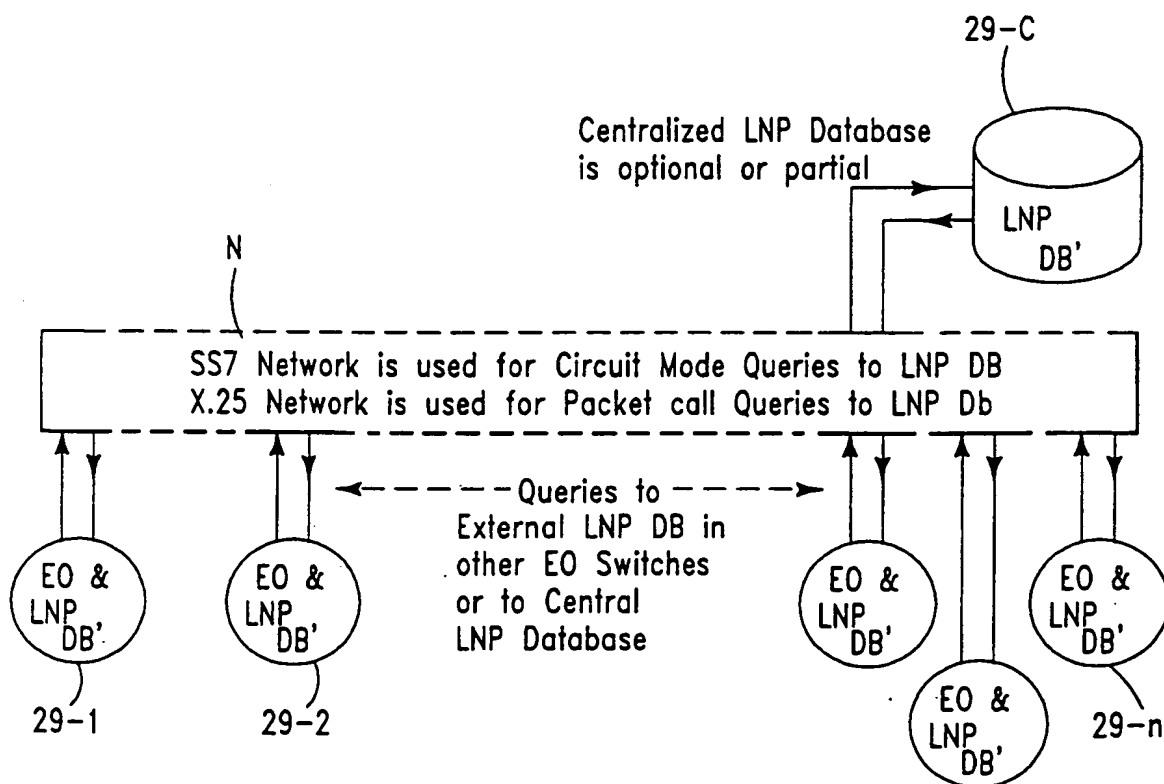 29-C
Centralized LNP Database
is optional or partial
LNP
DB'
N
SS7 Network is used for Circuit Mode Queries to LNP DB
X.25 Network is used for Packet call Queries to LNP Db
Queries to
External LNP DB in
other EO Switches
or to Central
LNP Database
EO &
LNP
DB'
EO &
LNP
DB'
EO &
LNP
DB'
EO &
LNP
DB'
EO &
LNP
DB'
29-1
29-2
29-n